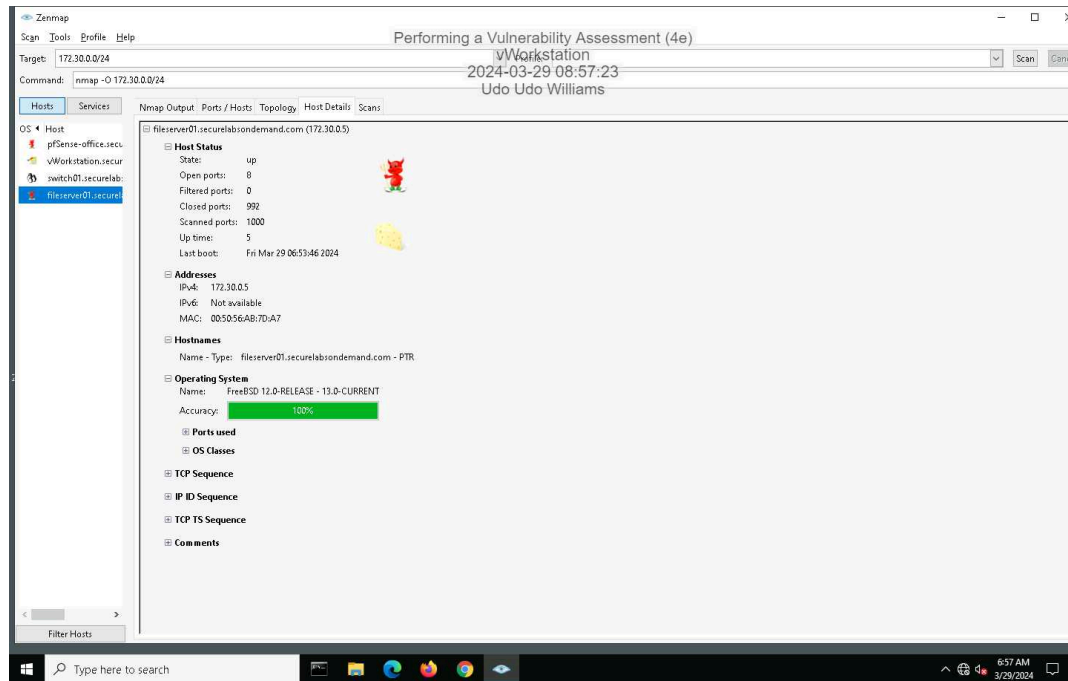 Zenmap
Scan Tools Profile Help
Performing a Vulnerability Assessment (4e)
vWorkstation
2024-03-29 08:57:23
Udo Udo Williams
Target: 172.30.0.0/24 Profile: Scan Canc
Command: nmap -O 172.30.0.0/24
Hosts Services Nmap Output Ports / Hosts Topology Host Details Scans
OS Host
pfSense-office.secu
vWorkstation.secur
switch01.securelab:
fileserver01.securel
fileserver01.securelabsondemand.com (172.30.0.5)
Host Status
State: up
Open ports: 8
Filtered ports: 0
Closed ports: 992
Scanned ports: 1000
Up time: 5
Last boot: Fri Mar 29 06:53:46 2024
Addresses
IPv4: 172.30.0.5
IPv6: Not available
MAC: 00:50:56:AB:7D:A7
Hostnames
Name - Type: fileserver01.securelabsondemand.com - PTR
Operating System
Name: FreeBSD 12.0-RELEASE - 13.0-CURRENT
Accuracy: 100%
Ports used
OS Classes
TCP Sequence
IP ID Sequence
TCP TS Sequence
Comments
Filter Hosts
Type here to search
6:57 AM
3/29/2024